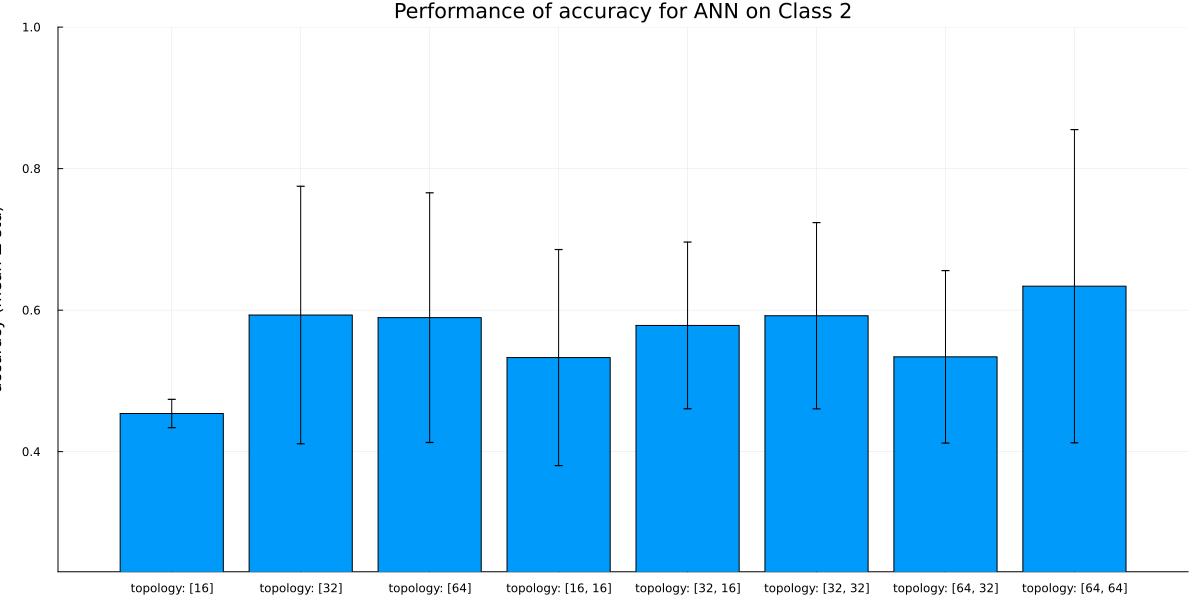 Performance of accuracy for ANN on Class 2
1.0
0.8
0.6
0.4
topology: [16]
topology: [32]
topology: [64]
topology: [16, 16]
topology: [32, 16]
topology: [32, 32]
topology: [64, 32]
topology: [64, 64]